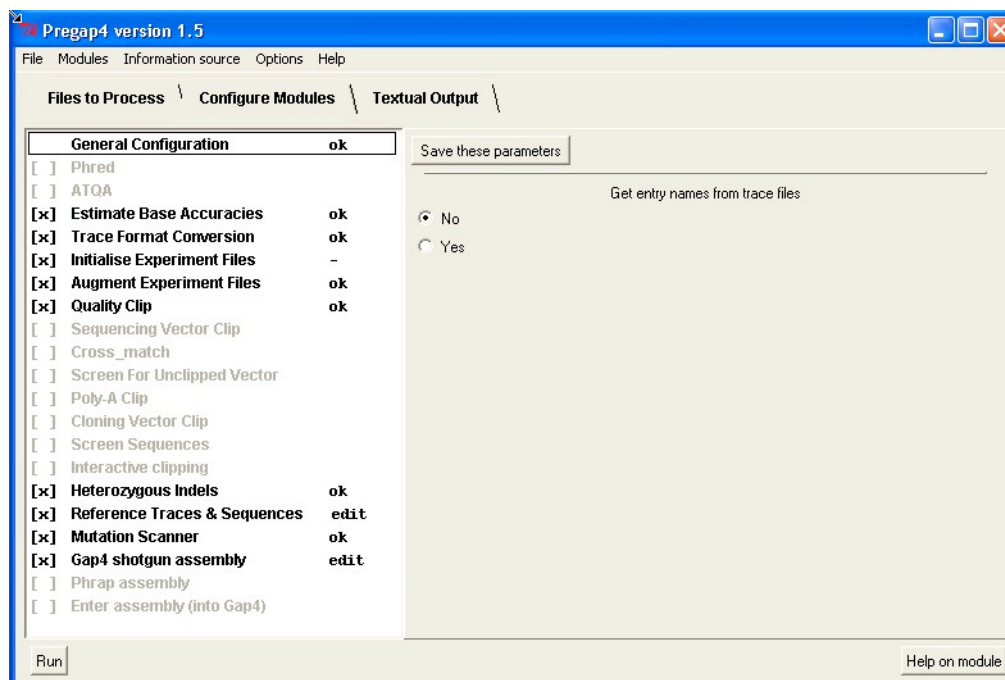 Pregap4 version 1.5
File Modules Information source Options Help
Files to Process Configure Modules Textual Output
General Configuration ok
[ ] Phred
[ ] ATQA
[x] Estimate Base Accuracies ok
[x] Trace Format Conversion ok
[x] Initialise Experiment Files -
[x] Augment Experiment Files ok
[x] Quality Clip ok
[ ] Sequencing Vector Clip
[ ] Cross_match
[ ] Screen For Unclipped Vector
[ ] Poly-A Clip
[ ] Cloning Vector Clip
[ ] Screen Sequences
[ ] Interactive clipping
[x] Heterozygous Indels ok
[x] Reference Traces & Sequences edit
[x] Mutation Scanner ok
[x] Gap4 shotgun assembly edit
[ ] Phrap assembly
[ ] Enter assembly (into Gap4)
Save these parameters
Get entry names from trace files
No
Yes
Run
Help on module